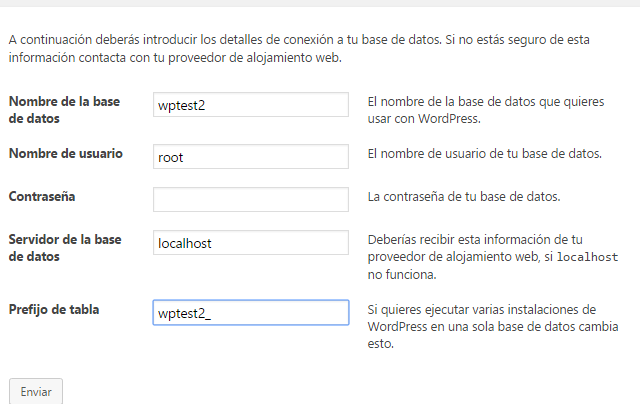 A continuación deberás introducir los detalles de conexión a tu base de datos. Si no estás seguro de esta
información contacta con tu proveedor de alojamiento web.
Nombre de la base
de datos
wptest2
El nombre de la base de datos que quieres
usar con WordPress.
Nombre de usuario
root
El nombre de usuario de tu base de datos.
Contraseña
La contraseña de tu base de datos.
Servidor de la base
de datos
localhost
Deberías recibir esta información de tu
proveedor de alojamiento web, si localhost
no funciona.
Prefijo de tabla
wptest2_
Si quieres ejecutar varias instalaciones de
WordPress en una sola base de datos cambia
esto.
Enviar